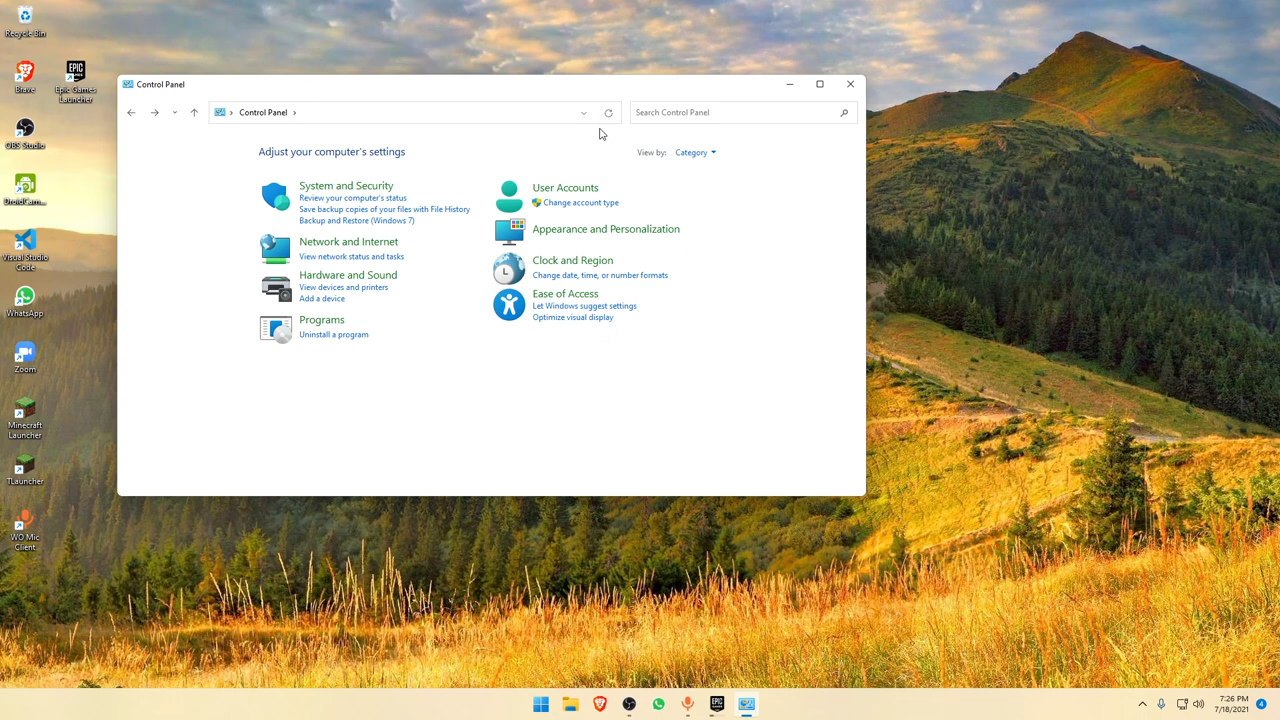 Recycle Bin
Brave
Epic Games
Launcher
OBS Studio
DroidCam...
Visual Studio
Code
WhatsApp
Zoom
Minecraft
Launcher
TLauncher
WO Mic
Client
Control Panel
Control Panel
Search Control Panel
Adjust your computer's settings
View by: Category
System and Security
Review your computer's status
Save backup copies of your files with File History
Backup and Restore (Windows 7)
Network and Internet
View network status and tasks
Hardware and Sound
View devices and printers
Add a device
Programs
Uninstall a program
User Accounts
Change account type
Appearance and Personalization
Clock and Region
Change date, time, or number formats
Ease of Access
Let Windows suggest settings
Optimize visual display
EPIC
GAMES
EPIC
7:26 PM
7/18/2021
4